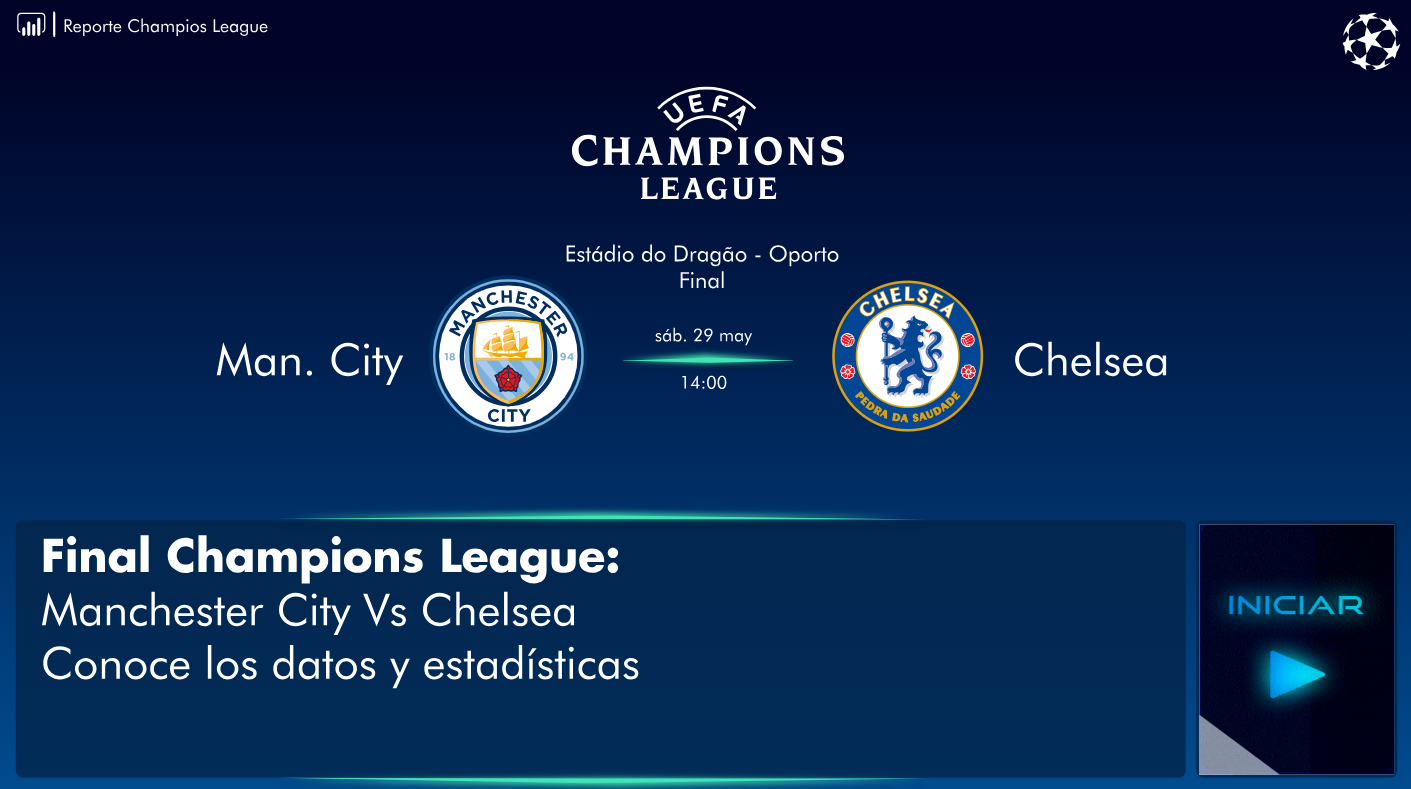 Reporte Champios League
UEFA
CHAMPIONS
LEAGUE
Estádio do Dragão - Oporto
Final
Man. City
MANCHESTER
18 94
CITY
sáb. 29 may
14:00
CHELSEA
PEDRA DA SAUDADE
Chelsea
Final Champions League:
Manchester City Vs Chelsea
Conoce los datos y estadísticas
INICIAR